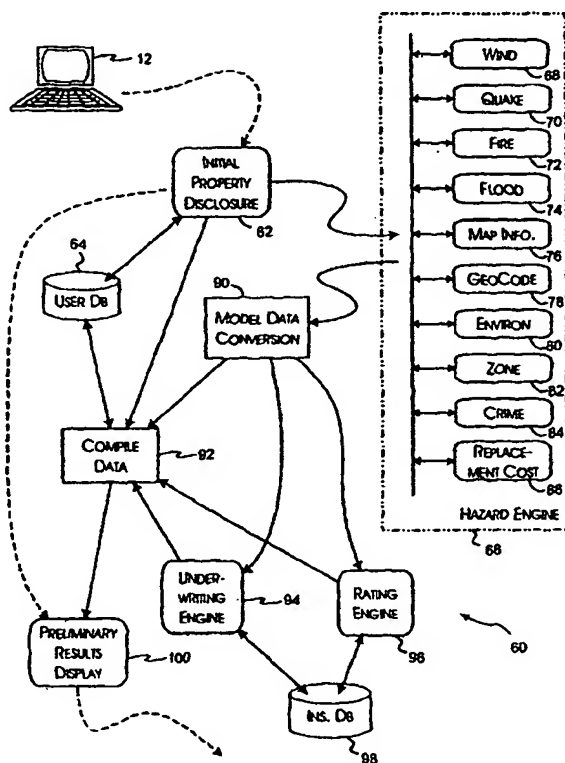 12
WIND
68
QUAKE
70
FIRE
72
FLOOD
74
MAP INFO.
76
GEOCODE
78
ENVIRON
80
ZONE
82
CRIME
84
REPLACE-
MENT COST
86
HAZARD ENGINE
66
INITIAL
PROPERTY
DISCLOSURE
62
64
USER DB
90
MODEL DATA
CONVERSION
COMPILE
DATA
92
UNDER-
WRITING
ENGINE
94
RATING
ENGINE
96
60
PRELIMINARY
RESULTS
DISPLAY
100
INS. DB
98